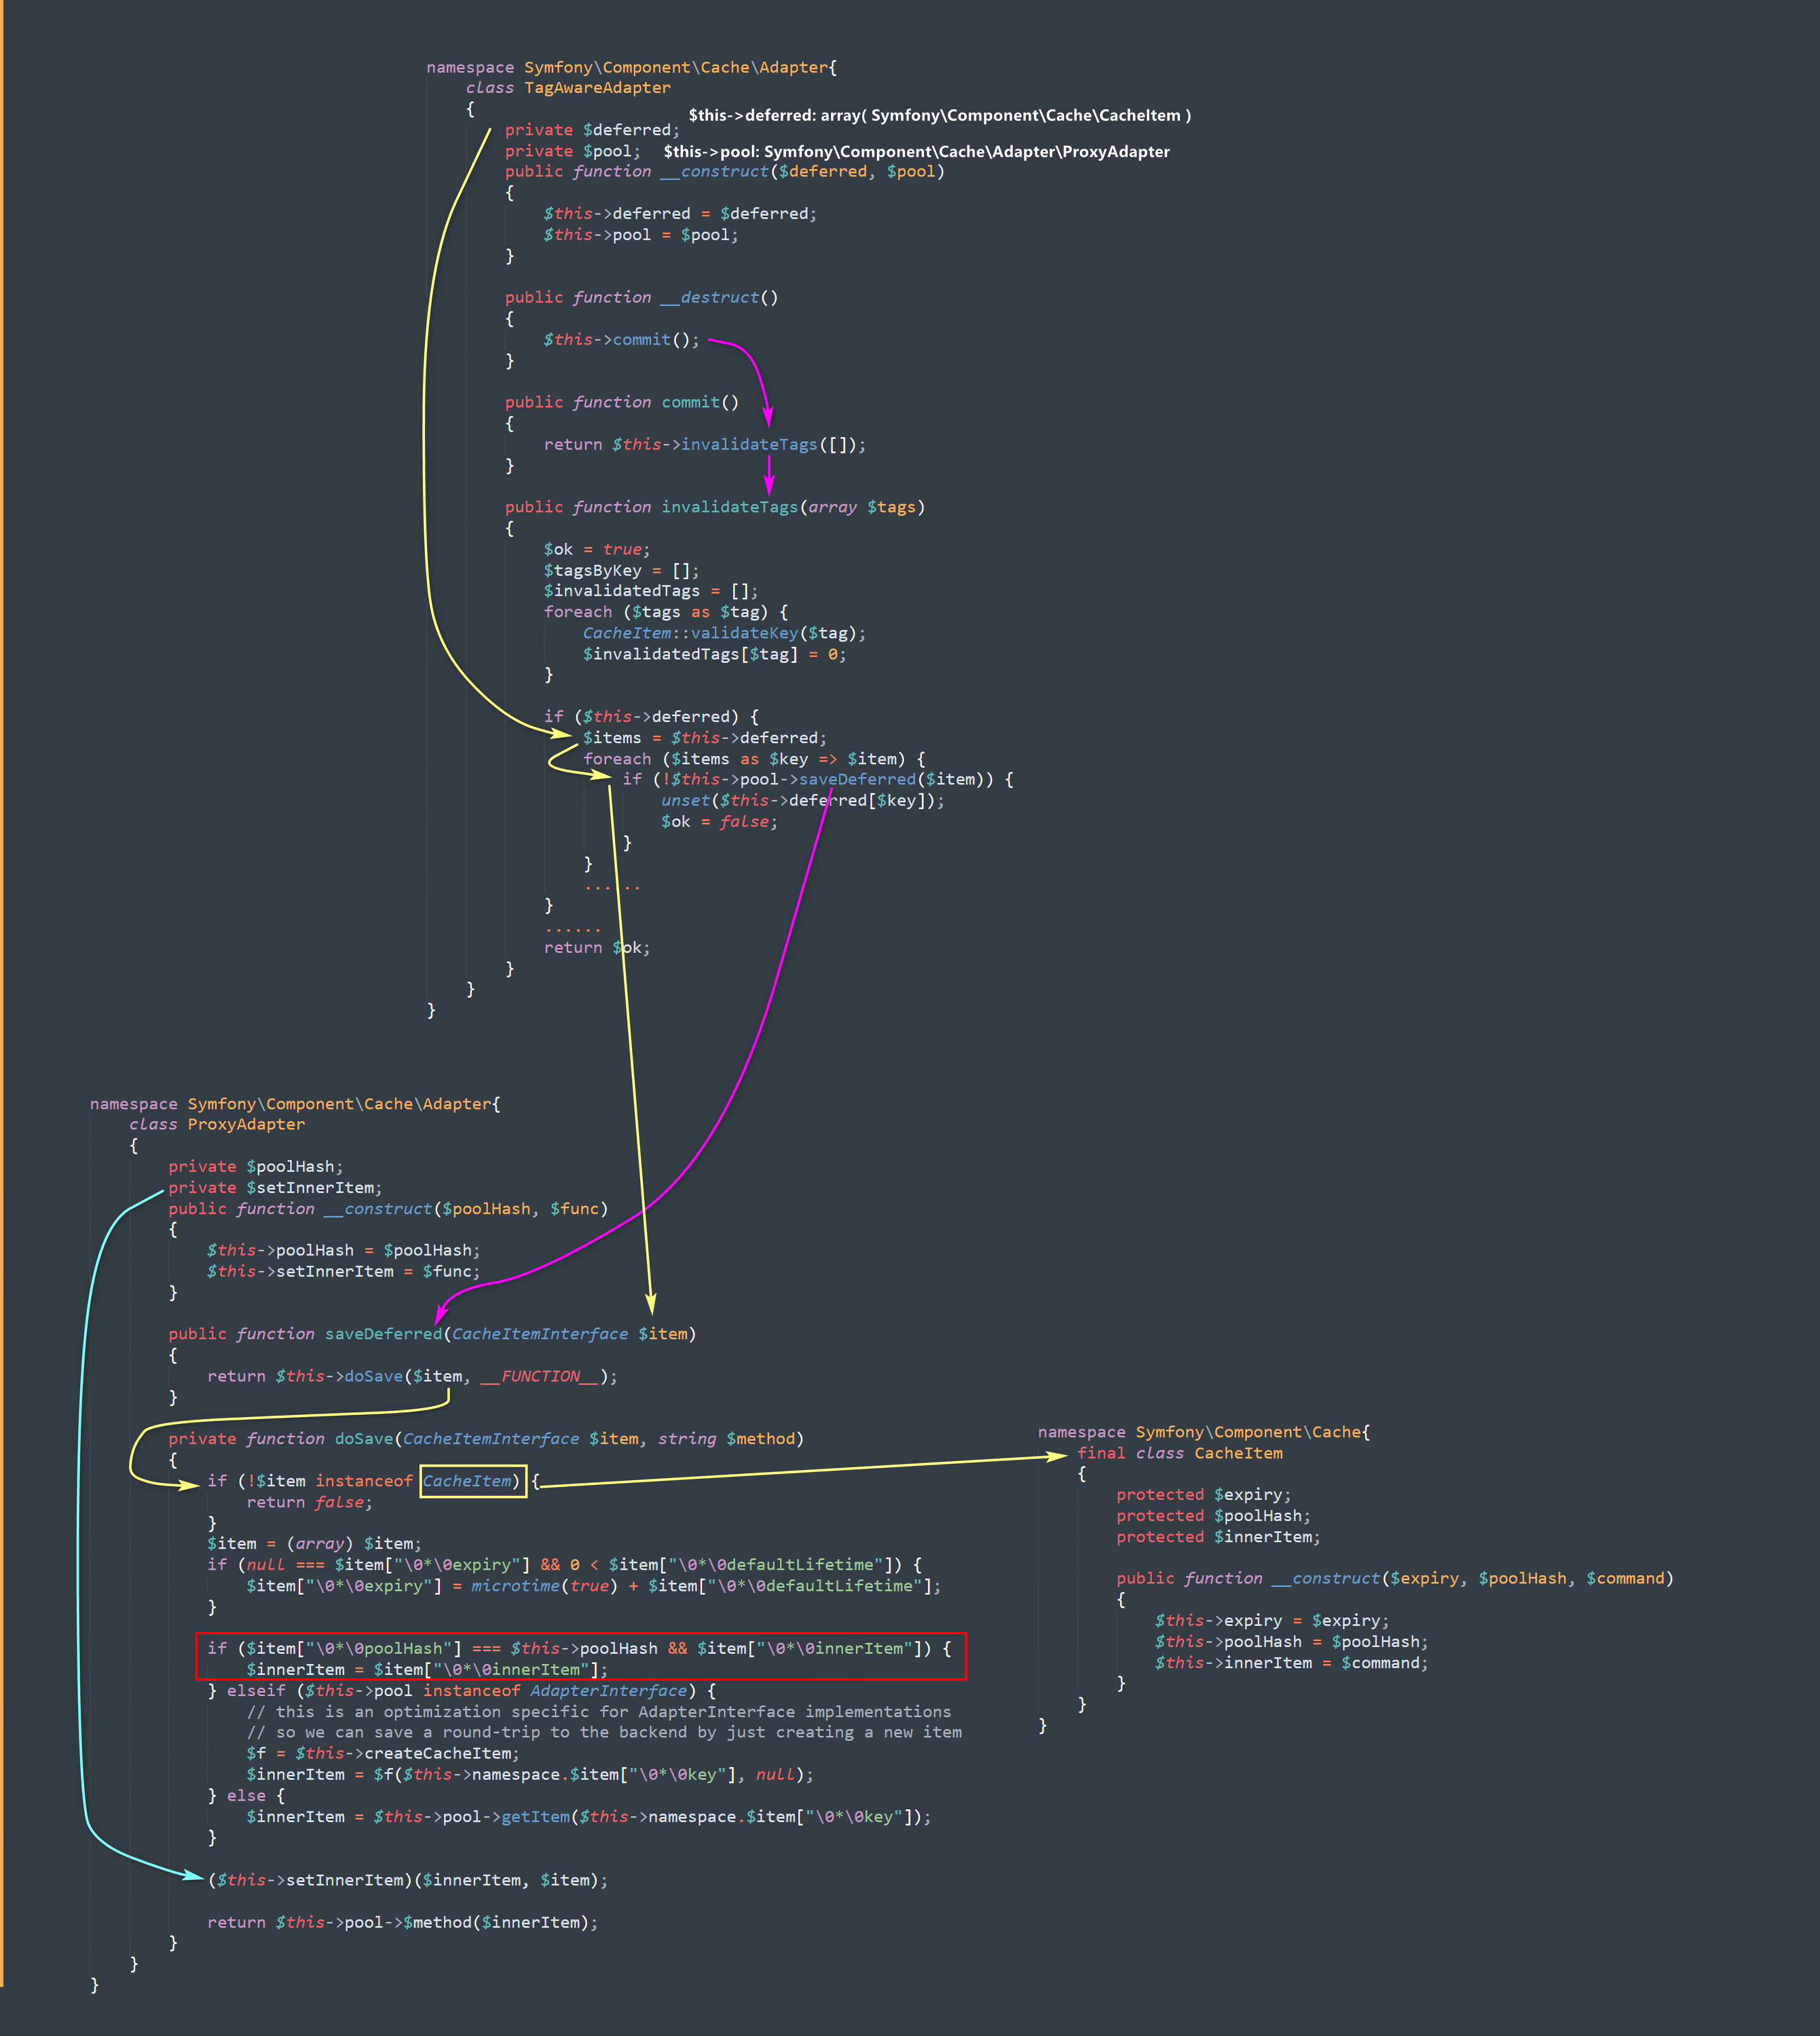 namespace Symfony\Component\Cache\Adapter{
class TagAwareAdapter
{
$this->deferred: array( Symfony\Component\Cache\CacheItem )
private $deferred;
private $pool; $this->pool: Symfony\Component\Cache\Adapter\ProxyAdapter
public function __construct($deferred, $pool)
{
$this->deferred = $deferred;
$this->pool = $pool;
}
public function __destruct()
{
$this->commit();
}
public function commit()
{
return $this->invalidateTags([]);
}
public function invalidateTags(array $tags)
{
$ok = true;
$tagsByKey = [];
$invalidatedTags = [];
foreach ($tags as $tag) {
CacheItem::validateKey($tag);
$invalidatedTags[$tag] = 0;
}
if ($this->deferred) {
$items = $this->deferred;
foreach ($items as $key => $item) {
if (!$this->pool->saveDeferred($item)) {
unset($this->deferred[$key]);
$ok = false;
}
}
......
}
......
return $ok;
}
}
}
namespace Symfony\Component\Cache\Adapter{
class ProxyAdapter
{
private $poolHash;
private $setInnerItem;
public function __construct($poolHash, $func)
{
$this->poolHash = $poolHash;
$this->setInnerItem = $func;
}
public function saveDeferred(CacheItemInterface $item)
{
return $this->doSave($item, __FUNCTION__);
}
private function doSave(CacheItemInterface $item, string $method)
{
if (!$item instanceof CacheItem) {
return false;
}
$item = (array) $item;
if (null === $item["\0*\0expiry"] && 0 < $item["\0*\0defaultLifetime"]) {
$item["\0*\0expiry"] = microtime(true) + $item["\0*\0defaultLifetime"];
}
if ($item["\0*\0poolHash"] === $this->poolHash && $item["\0*\0innerItem"]) {
$innerItem = $item["\0*\0innerItem"];
} elseif ($this->pool instanceof AdapterInterface) {
// this is an optimization specific for AdapterInterface implementations
// so we can save a round-trip to the backend by just creating a new item
$f = $this->createCacheItem;
$innerItem = $f($this->namespace.$item["\0*\0key"], null);
} else {
$innerItem = $this->pool->getItem($this->namespace.$item["\0*\0key"]);
}
($this->setInnerItem)($innerItem, $item);
return $this->pool->$method($innerItem);
}
}
}
namespace Symfony\Component\Cache{
final class CacheItem
{
protected $expiry;
protected $poolHash;
protected $innerItem;
public function __construct($expiry, $poolHash, $command)
{
$this->expiry = $expiry;
$this->poolHash = $poolHash;
$this->innerItem = $command;
}
}
}